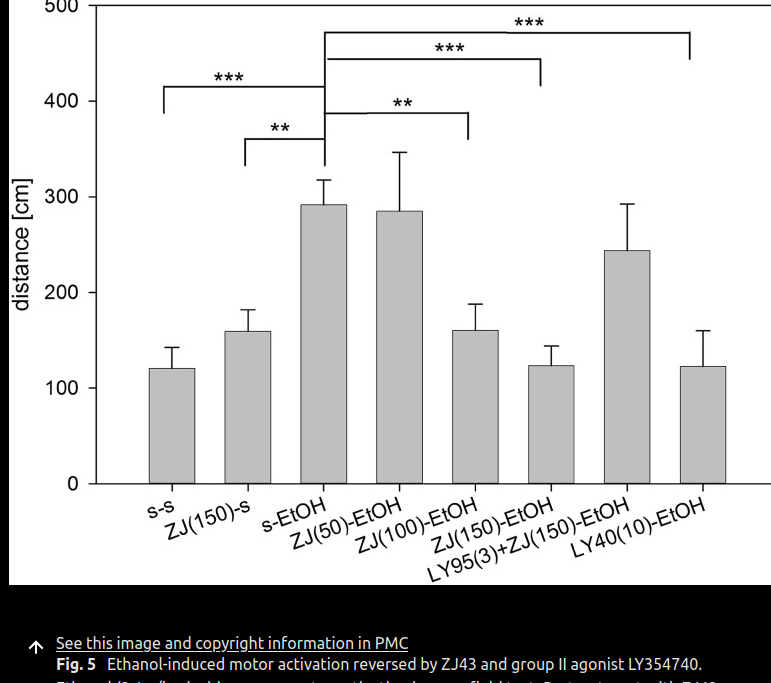 500
***
***
***
400
**
**
300
distance [cm]
200
100
0
s-s
ZJ(150)-s
s-EtOH
ZJ(50)-EtOH
ZJ(100)-EtOH
ZJ(150)-EtOH
LY95(3)+ZJ(150)-EtOH
LY40(10)-EtOH
See this image and copyright information in PMC
Fig. 5 Ethanol-induced motor activation reversed by ZJ43 and group II agonist LY354740.